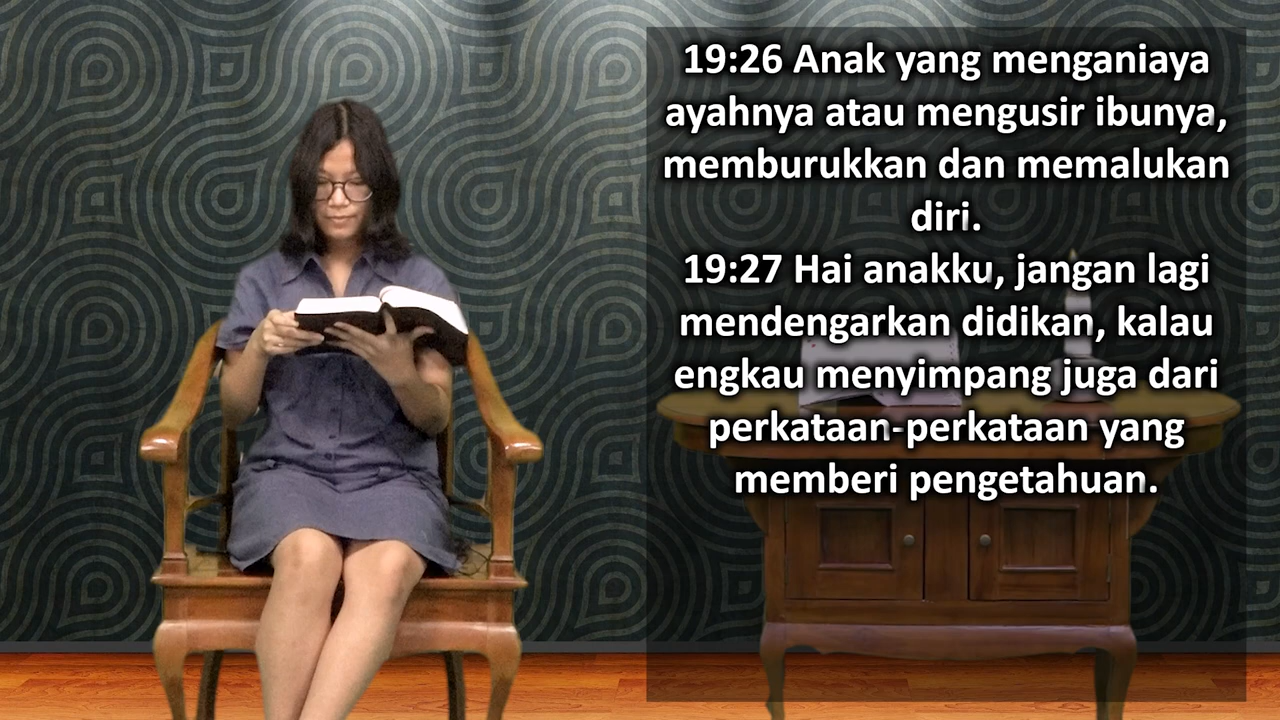 19:26 Anak yang menganiaya
ayahnya atau mengusir ibunya,
memburukkan dan memalukan
diri.
19:27 Hai anakku, jangan lagi
mendengarkan didikan, kalau
engkau menyimpang juga dari
perkataan-perkataan yang
memberi pengetahuan.